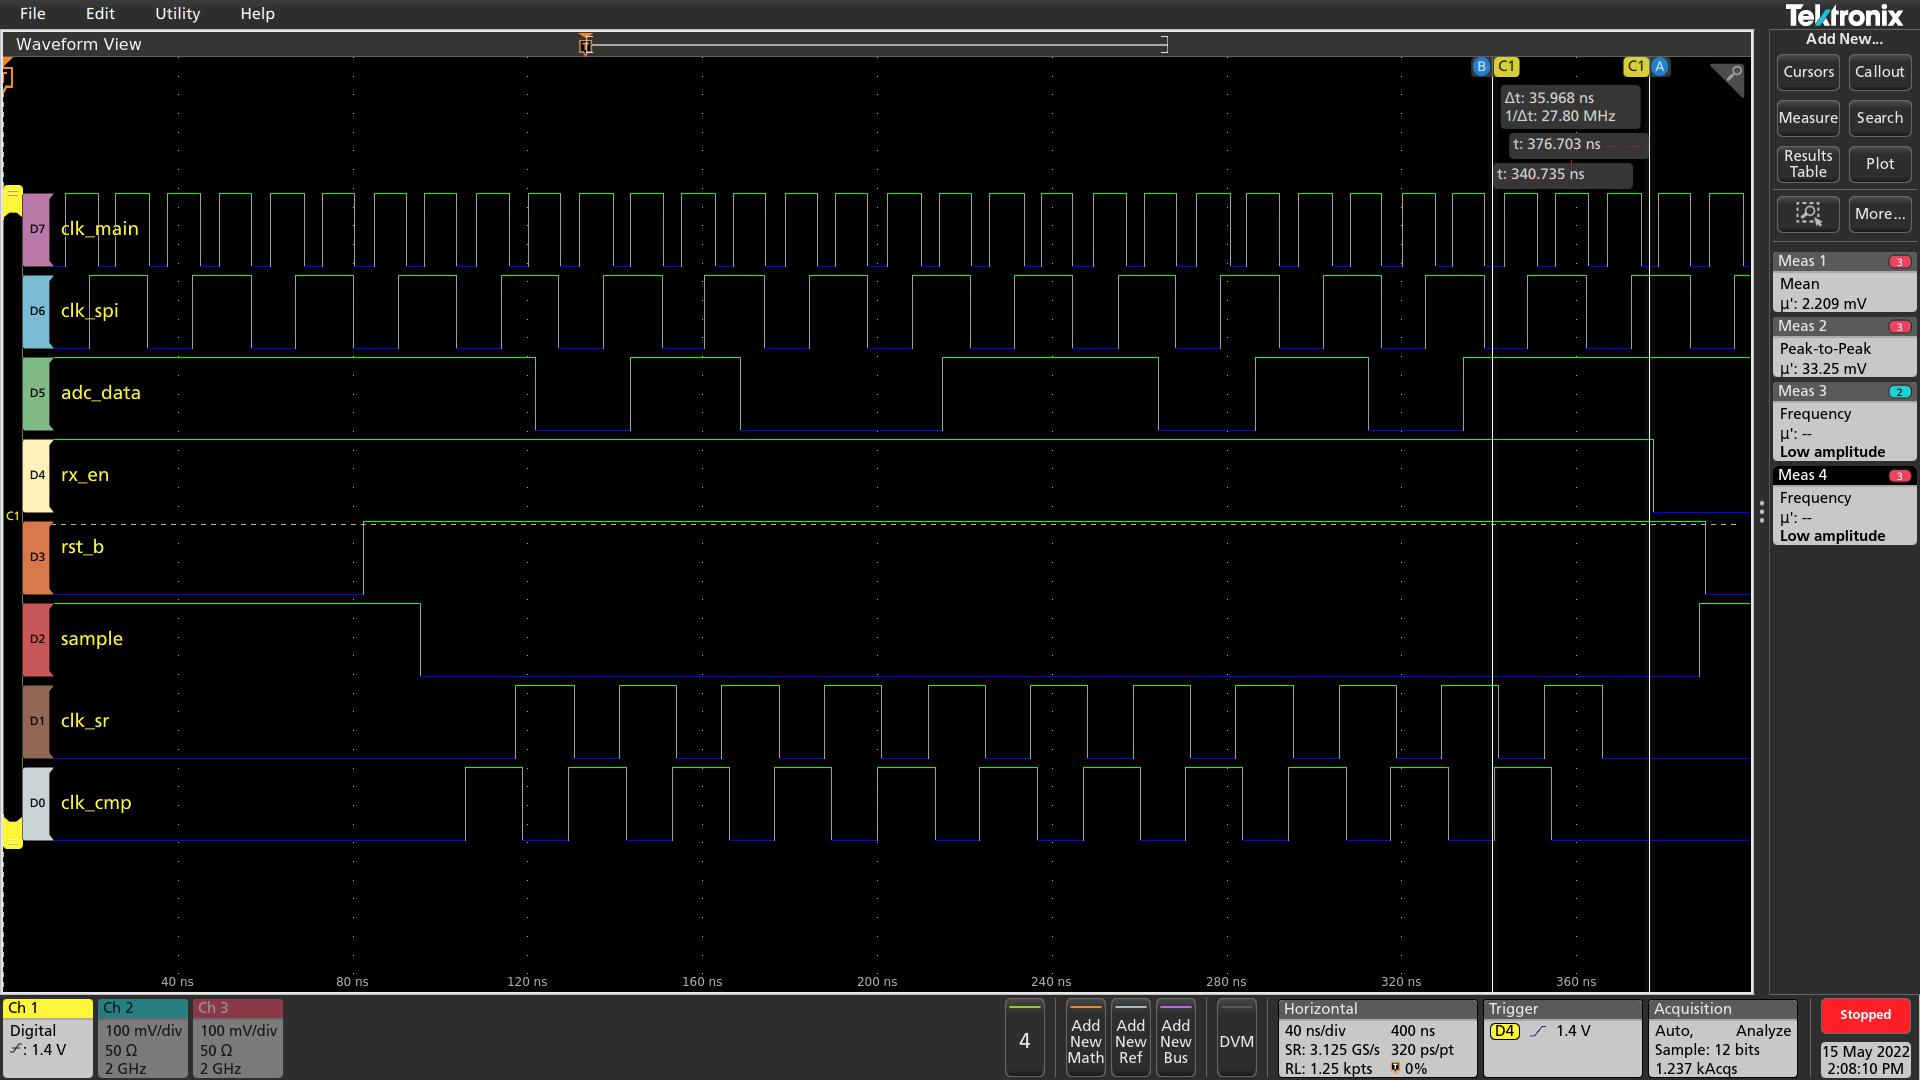 File Edit Utility Help
Tektronix
Waveform View
Add New...
T
B C1 C1 A
Cursors Callout
Δt: 35.968 ns
1/Δt: 27.80 MHz
Measure Search
t: 376.703 ns
Results
Table
Plot
t: 340.735 ns
More...
D7 clk_main
D6 clk_spi
D5 adc_data
D4 rx_en
C1
D3 rst_b
D2 sample
D1 clk_sr
D0 clk_cmp
40 ns 80 ns 120 ns 160 ns 200 ns 240 ns 280 ns 320 ns 360 ns
Meas 1 3
Mean
µ': 2.209 mV
Meas 2 3
Peak-to-Peak
µ': 33.25 mV
Meas 3 2
Frequency
µ': --
Low amplitude
Meas 4 3
Frequency
µ': --
Low amplitude
Ch 1
Digital
: 1.4 V
Ch 2
100 mV/div
50 Ω
2 GHz
Ch 3
100 mV/div
50 Ω
2 GHz
4
Add
New
Math
Add
New
Ref
Add
New
Bus
DVM
Horizontal
40 ns/div 400 ns
SR: 3.125 GS/s 320 ps/pt
RL: 1.25 kpts 0%
Trigger
D4 1.4 V
Acquisition
Auto, Analyze
Sample: 12 bits
1.237 kAcqs
Stopped
15 May 2022
2:08:10 PM